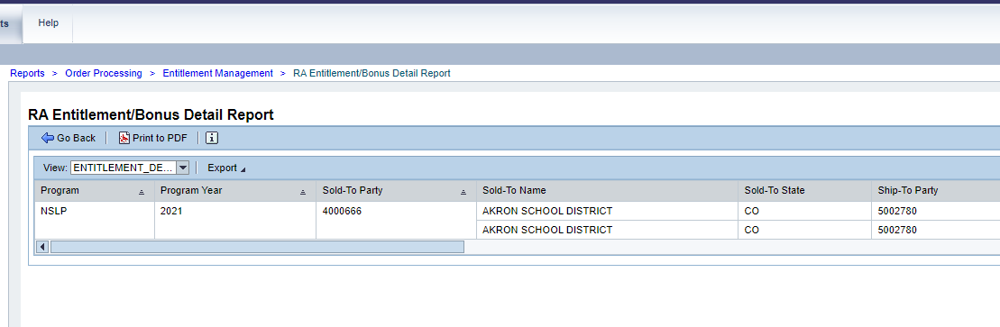 ts Help
Reports > Order Processing > Entitlement Management > RA Entitlement/Bonus Detail Report
RA Entitlement/Bonus Detail Report
Go Back Print to PDF i
View: ENTITLEMENT_DE... Export
Program Program Year Sold-To Party Sold-To Name Sold-To State Ship-To Party
NSLP 2021 4000666 AKRON SCHOOL DISTRICT CO 5002780
AKRON SCHOOL DISTRICT CO 5002780